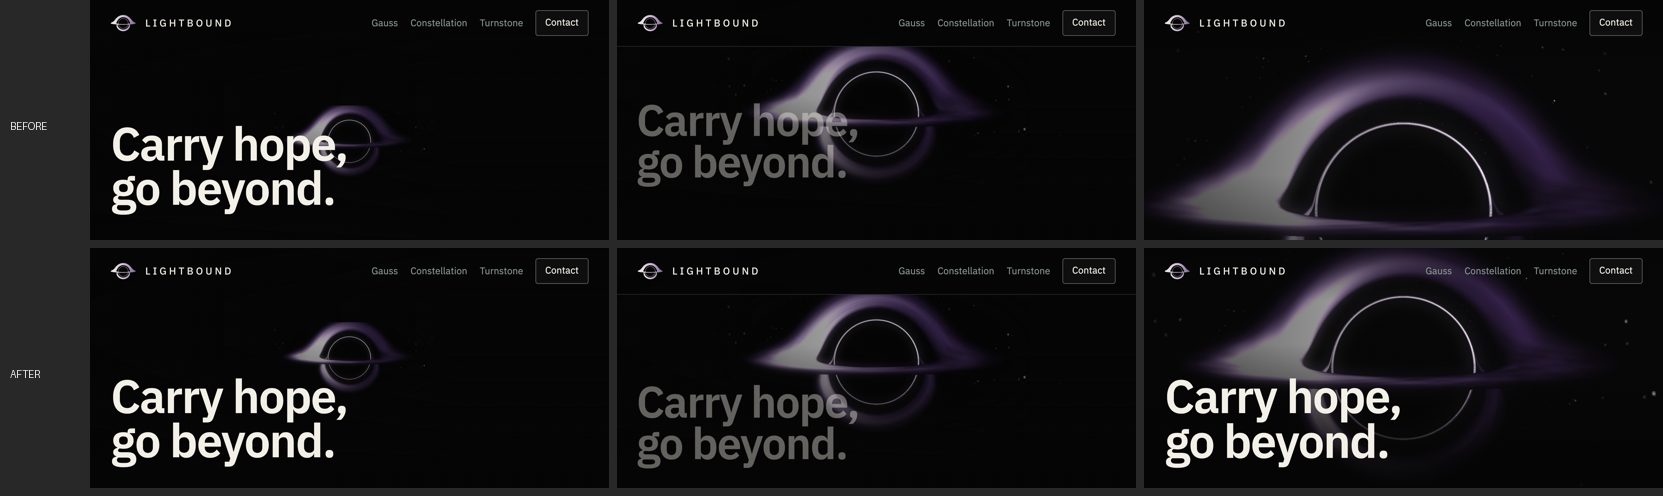 BEFORE
LIGHTBOUND
Gauss Constellation Turnstone Contact
Carry hope,
go beyond.
LIGHTBOUND
Gauss Constellation Turnstone Contact
Carry hope,
go beyond.
LIGHTBOUND
Gauss Constellation Turnstone Contact
AFTER
LIGHTBOUND
Gauss Constellation Turnstone Contact
Carry hope,
go beyond.
LIGHTBOUND
Gauss Constellation Turnstone Contact
Carry hope,
go beyond.
LIGHTBOUND
Gauss Constellation Turnstone Contact
Carry hope,
go beyond.